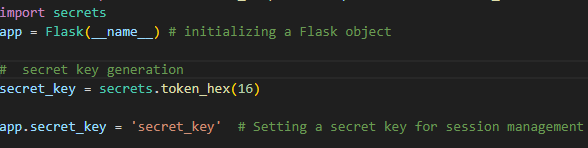 import secrets
app = Flask(__name__) # initializing a Flask object
#  secret key generation
secret_key = secrets.token_hex(16)
app.secret_key = 'secret_key'  # Setting a secret key for session management